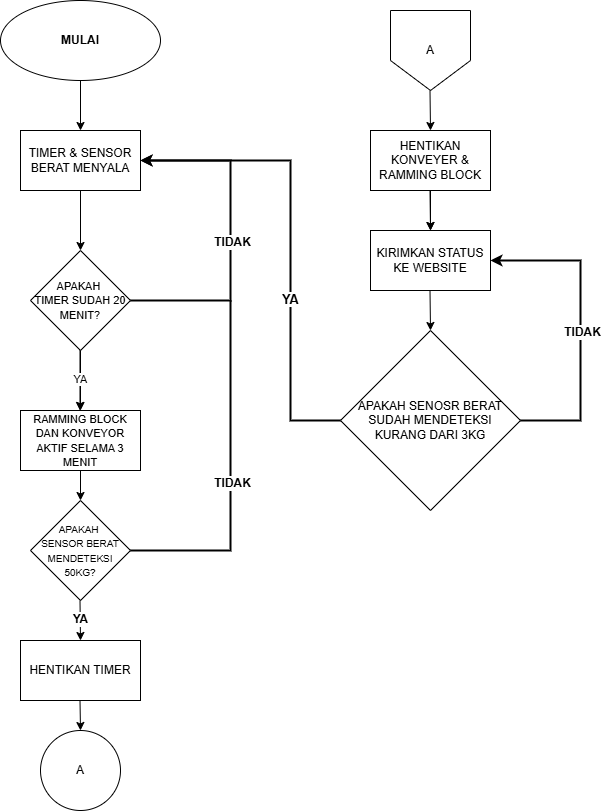 MULAI
TIMER & SENSOR
BERAT MENYALA
TIDAK
APAKAH
TIMER SUDAH 20
MENIT?
YA
RAMMING BLOCK
DAN KONVEYOR
AKTIF SELAMA 3
MENIT
TIDAK
APAKAH
SENSOR BERAT
MENDETEKSI
50KG?
YA
HENTIKAN TIMER
A
A
HENTIKAN
KONVEYER &
RAMMING BLOCK
KIRIMKAN STATUS
KE WEBSITE
YA
TIDAK
APAKAH SENOSR BERAT
SUDAH MENDETEKSI
KURANG DARI 3KG